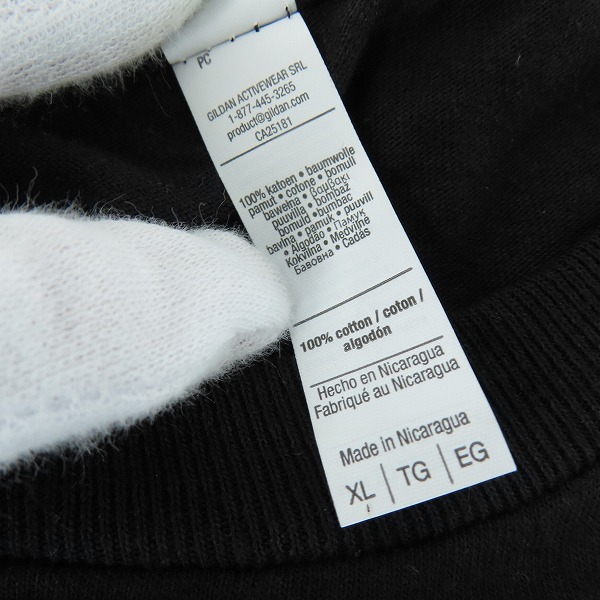 PC
GILDAN ACTIVEWEAR SRL
1-877-445-3265
product@gildan.com
CA25181
100% katoen • baumwolle
pamut • cotone • bomull
bawełna • βαμβάκι
puuvilla • bombaž
bomuld • bumbac
bavlna • pamuk • puuvill
• Algodão • Памук
Kokvilna • Medvilnė
Бавовна • Cadás
100% cotton / coton /
algodón
Hecho en Nicaragua
Fabriqué au Nicaragua
Made in Nicaragua
XL | TG | EG